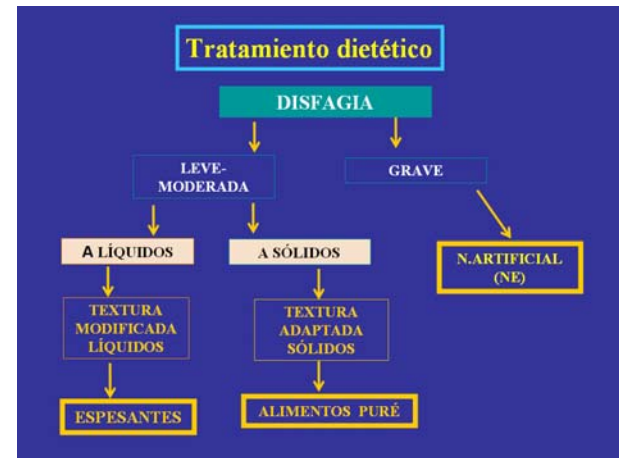 Tratamiento dietético
DISFAGIA
LEVE-
MODERADA
GRAVE
A LÍQUIDOS
A SÓLIDOS
N.ARTIFICIAL
(NE)
TEXTURA
MODIFICADA
LÍQUIDOS
TEXTURA
ADAPTADA
SÓLIDOS
ESPESANTES
ALIMENTOS PURÉ